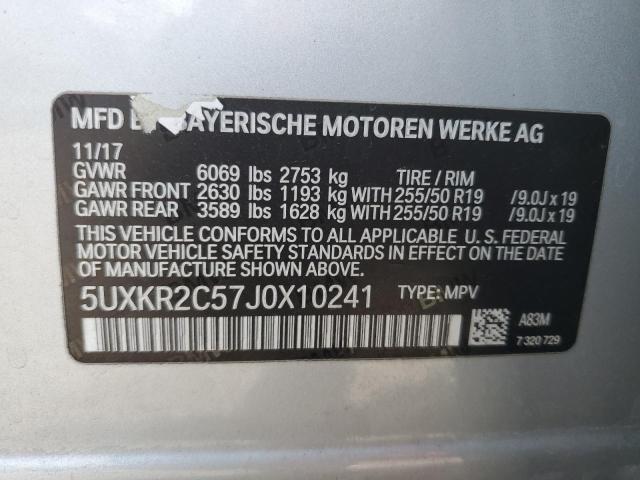 MFD BY BAYERISCHE MOTOREN WERKE AG
11/17
GVWR 6069 lbs 2753 kg TIRE / RIM
GAWR FRONT 2630 lbs 1193 kg WITH 255/50 R19 /9.0J x 19
GAWR REAR 3589 lbs 1628 kg WITH 255/50 R19 /9.0J x 19
THIS VEHICLE CONFORMS TO ALL APPLICABLE U. S. FEDERAL
MOTOR VEHICLE SAFETY STANDARDS IN EFFECT ON THE
DATE OF MANUFACTURE SHOWN ABOVE.
5UXKR2C57J0X10241 TYPE: MPV
A83M
7 320 729